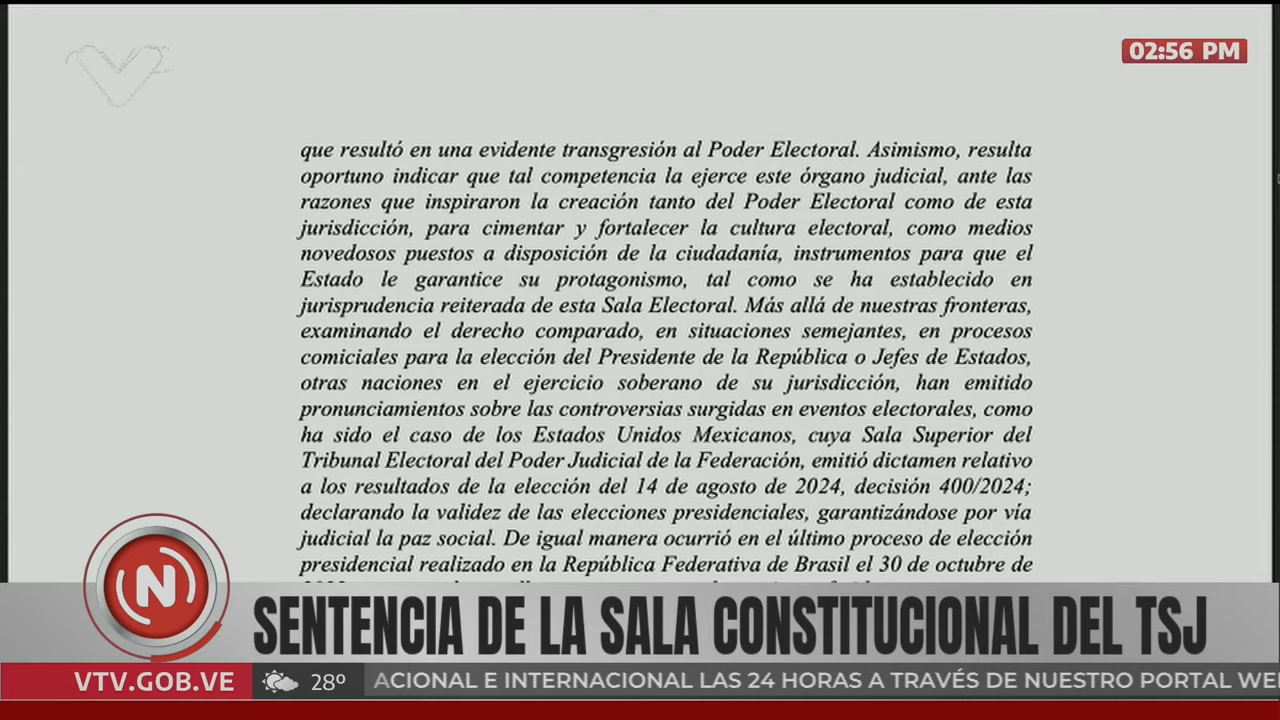 02:56 PM
que resultó en una evidente transgresión al Poder Electoral. Asimismo, resulta
oportuno indicar que tal competencia la ejerce este órgano judicial, ante las
razones que inspiraron la creación tanto del Poder Electoral como de esta
jurisdicción, para cimentar y fortalecer la cultura electoral, como medios
novedosos puestos a disposición de la ciudadanía, instrumentos para que el
Estado le garantice su protagonismo, tal como se ha establecido en
jurisprudencia reiterada de esta Sala Electoral. Más allá de nuestras fronteras,
examinando el derecho comparado, en situaciones semejantes, en procesos
comiciales para la elección del Presidente de la República o Jefes de Estados,
otras naciones en el ejercicio soberano de su jurisdicción, han emitido
pronunciamientos sobre las controversias surgidas en eventos electorales, como
ha sido el caso de los Estados Unidos Mexicanos, cuya Sala Superior del
Tribunal Electoral del Poder Judicial de la Federación, emitió dictamen relativo
a los resultados de la elección del 14 de agosto de 2024, decisión 400/2024;
declarando la validez de las elecciones presidenciales, garantizándose por vía
judicial la paz social. De igual manera ocurrió en el último proceso de elección
presidencial realizado en la República Federativa de Brasil el 30 de octubre de
N
SENTENCIA DE LA SALA CONSTITUCIONAL DEL TSJ
VTV.GOB.VE 28º ACIONAL E INTERNACIONAL LAS 24 HORAS A TRAVÉS DE NUESTRO PORTAL WE